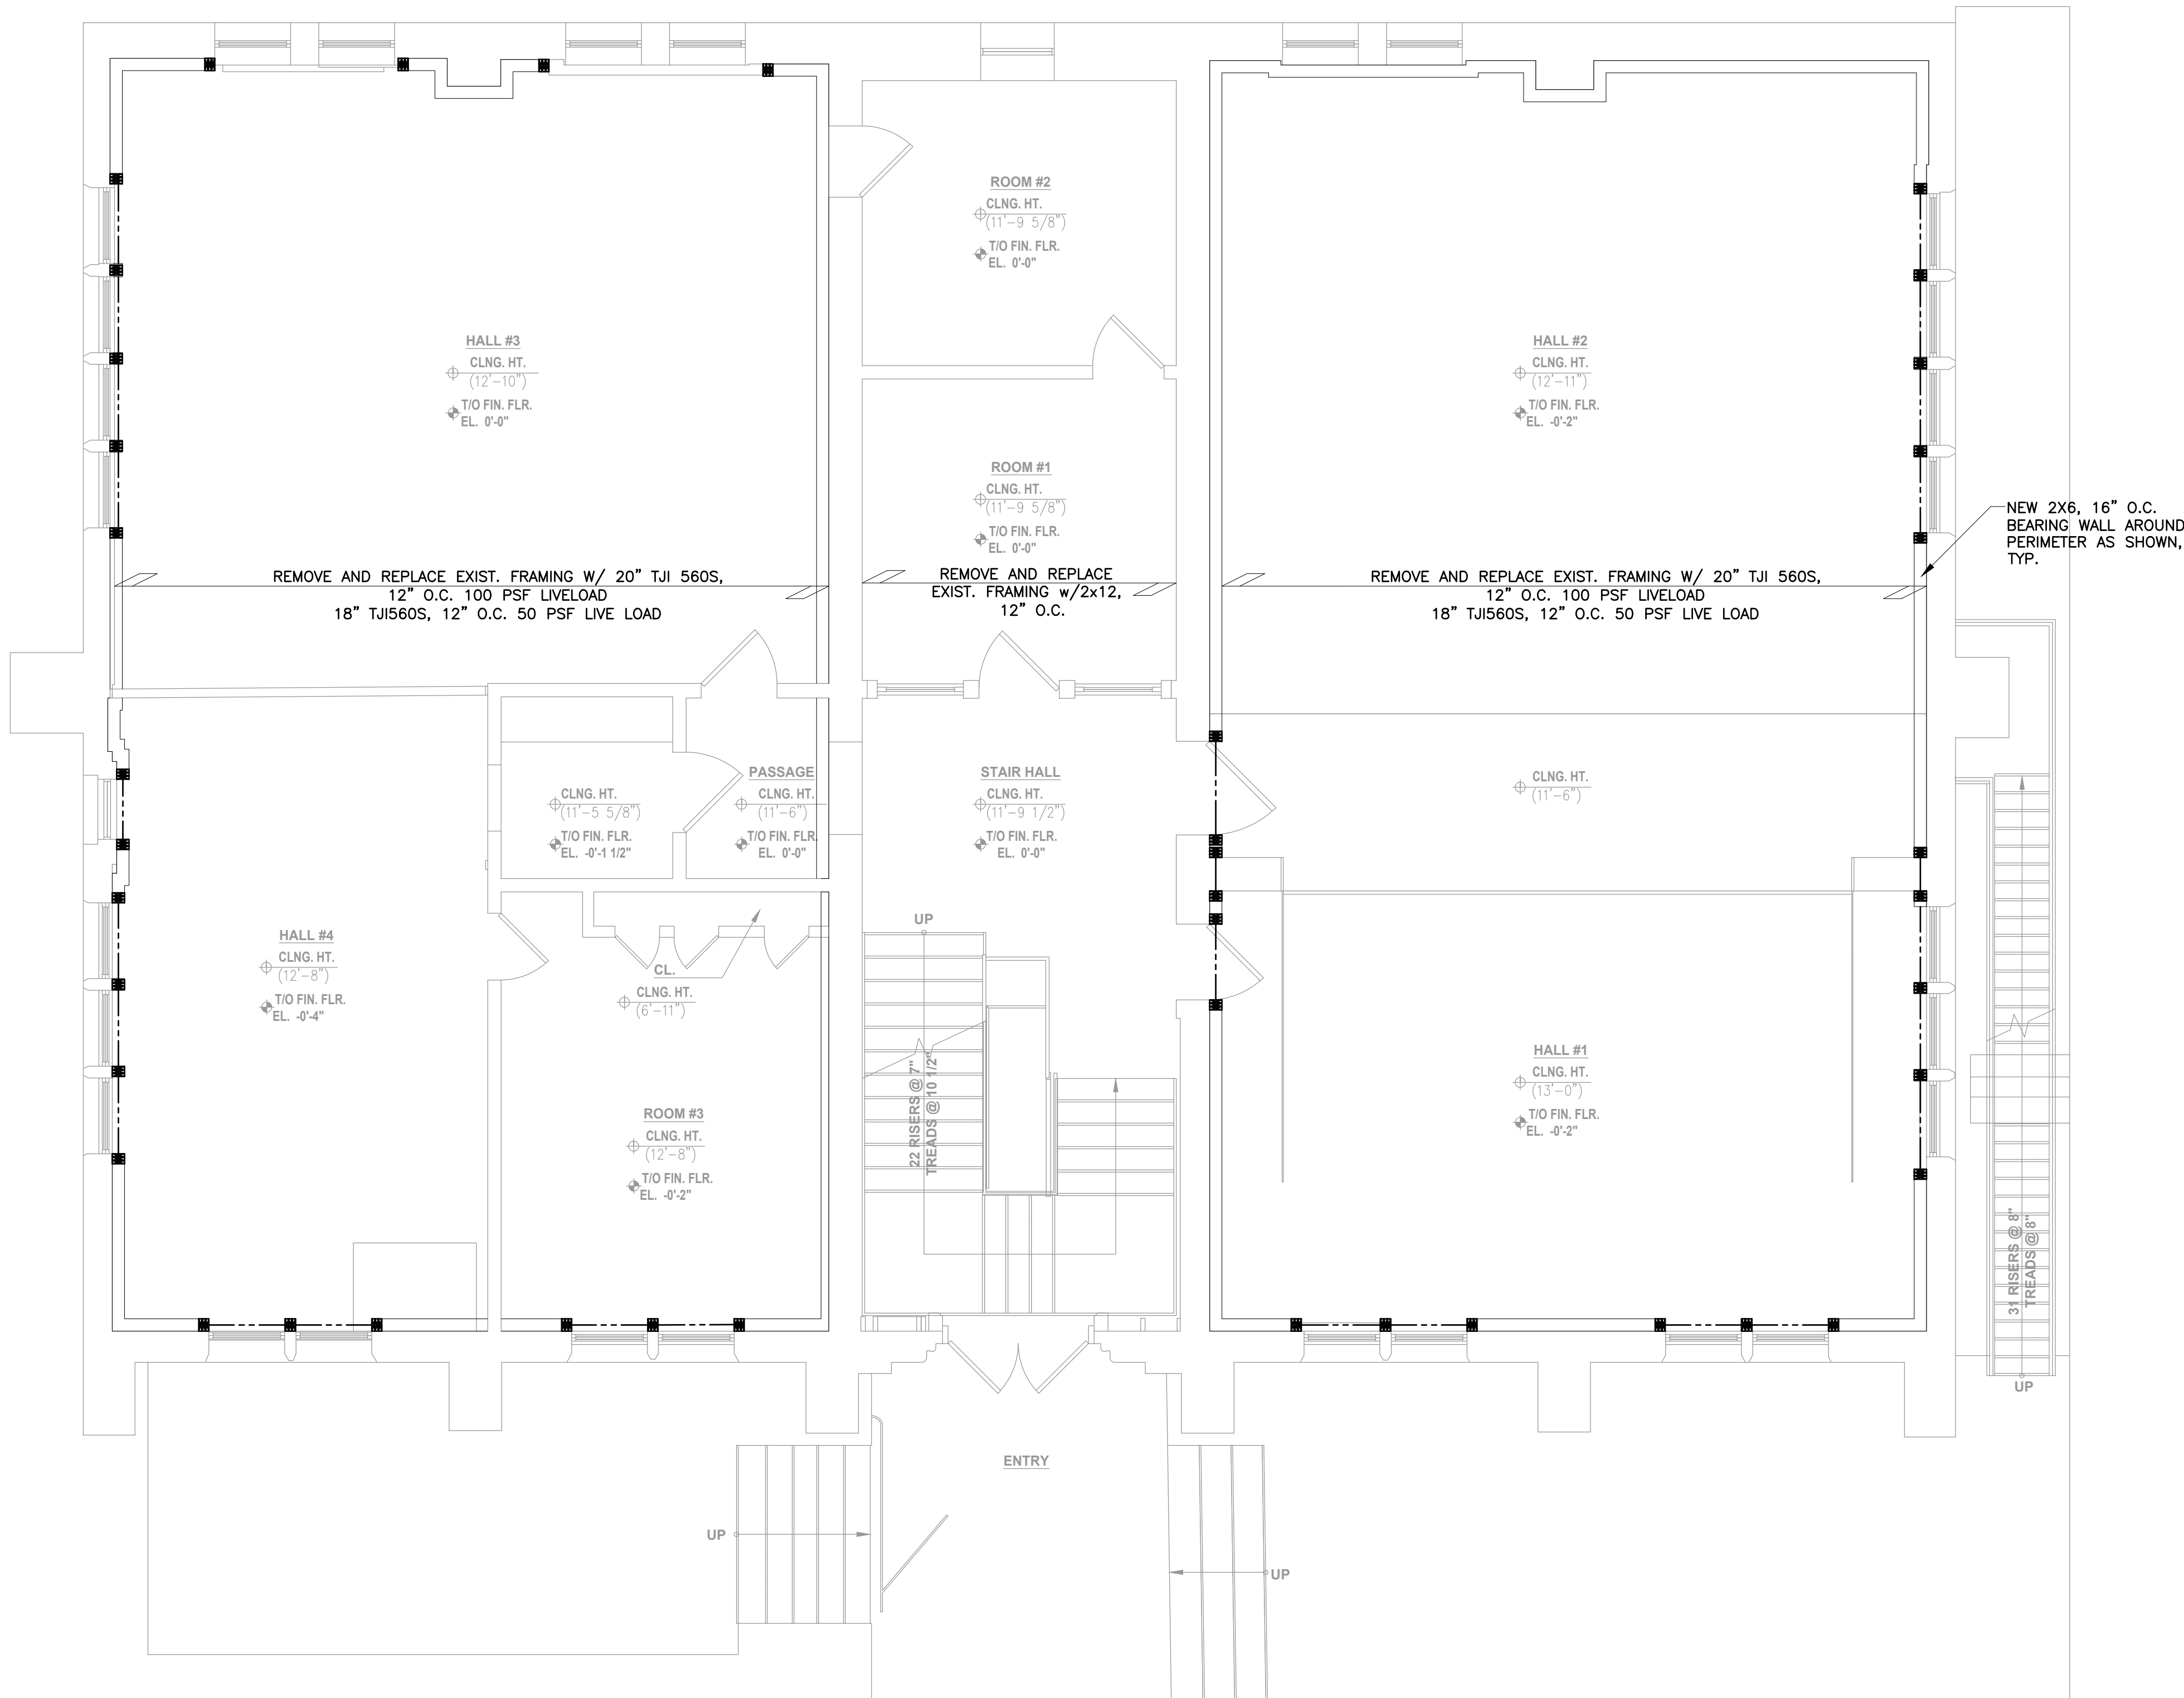 ROOM #2
CLNG. HT.
(11'-9 5/8")
T/O FIN. FLR.
EL. 0'-0"
HALL #3
CLNG. HT.
(12'-10")
T/O FIN. FLR.
EL. 0'-0"
HALL #2
CLNG. HT.
(12'-11")
T/O FIN. FLR.
EL. -0'-2"
ROOM #1
CLNG. HT.
(11'-9 5/8")
T/O FIN. FLR.
EL. 0'-0"
NEW 2X6, 16" O.C.
BEARING WALL AROUND
PERIMETER AS SHOWN,
TYP.
REMOVE AND REPLACE EXIST. FRAMING W/ 20" TJI 560S,
12" O.C. 100 PSF LIVELOAD
18" TJI560S, 12" O.C. 50 PSF LIVE LOAD
REMOVE AND REPLACE
EXIST. FRAMING w/2x12,
12" O.C.
REMOVE AND REPLACE EXIST. FRAMING W/ 20" TJI 560S,
12" O.C. 100 PSF LIVELOAD
18" TJI560S, 12" O.C. 50 PSF LIVE LOAD
CLNG. HT.
(11'-5 5/8")
T/O FIN. FLR.
EL. -0'-1 1/2"
PASSAGE
CLNG. HT.
(11'-6")
T/O FIN. FLR.
EL. 0'-0"
STAIR HALL
CLNG. HT.
(11'-9 1/2")
T/O FIN. FLR.
EL. 0'-0"
CLNG. HT.
(11'-6")
HALL #4
CLNG. HT.
(12'-8")
T/O FIN. FLR.
EL. -0'-4"
CL.
CLNG. HT.
(6'-11")
UP
22 RISERS @ 7"
TREADS @ 10 1/2"
HALL #1
CLNG. HT.
(13'-0")
T/O FIN. FLR.
EL. -0'-2"
ROOM #3
CLNG. HT.
(12'-8")
T/O FIN. FLR.
EL. -0'-2"
31 RISERS @ 8"
TREADS @ 8"
UP
ENTRY
UP
UP